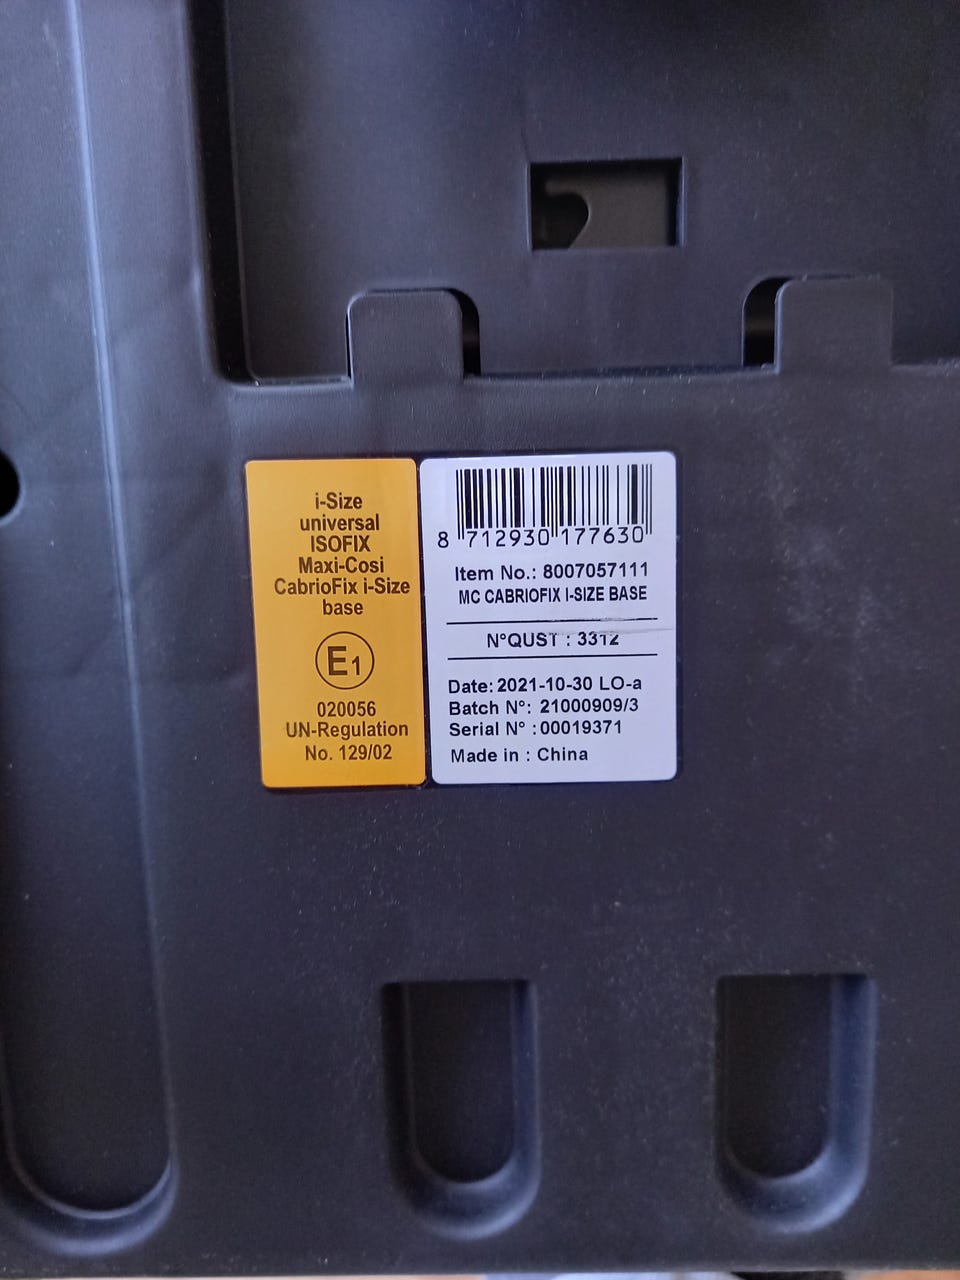 i-Size
universal
ISOFIX
Maxi-Cosi
CabrioFix i-Size
base
E1
020056
UN-Regulation
No. 129/02
8 712930 177630
Item No.: 8007057111
MC CABRIOFIX I-SIZE BASE
N°QUST : 3312
Date: 2021-10-30 LO-a
Batch N°: 21000909/3
Serial N° : 00019371
Made in : China